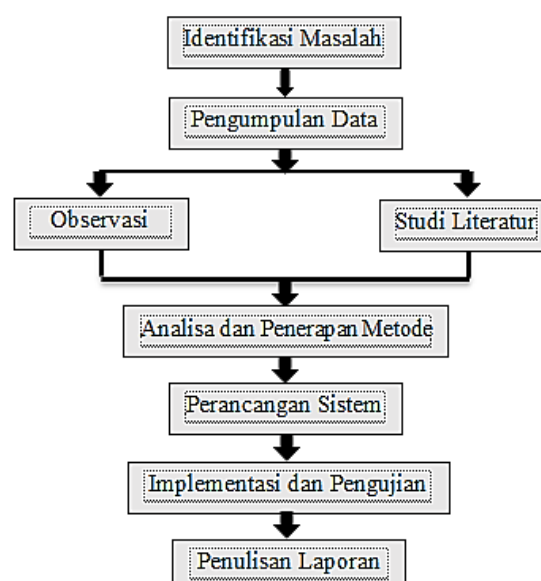 Identifikasi Masalah
Pengumpulan Data
Observasi
Studi Literatur
Analisa dan Penerapan Metode
Perancangan Sistem
Implementasi dan Pengujian
Penulisan Laporan